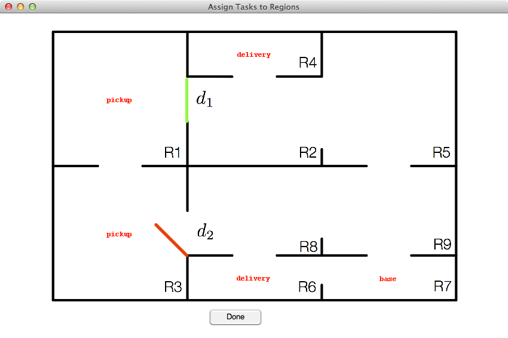 Assign Tasks to Regions
delivery
R4
pickup
d1
R1
R2
R5
pickup
d2
R8
R9
delivery
base
R3
R6
R7
Done